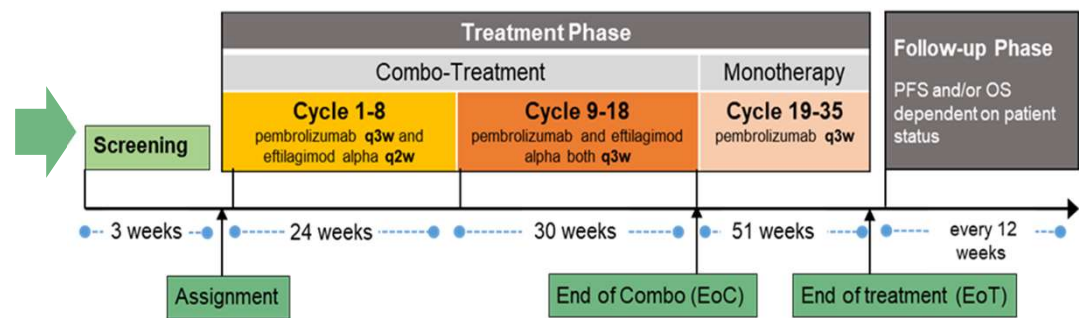 Treatment Phase
Combo-Treatment
Monotherapy
Follow-up Phase
PFS and/or OS
dependent on patient
status
Screening
Cycle 1-8
pembrolizumab q3w and
eftilagimod alpha q2w
Cycle 9-18
pembrolizumab and eftilagimod
alpha both q3w
Cycle 19-35
pembrolizumab q3w
3 weeks
24 weeks
30 weeks
51 weeks
every 12
weeks
Assignment
End of Combo (EoC)
End of treatment (EoT)